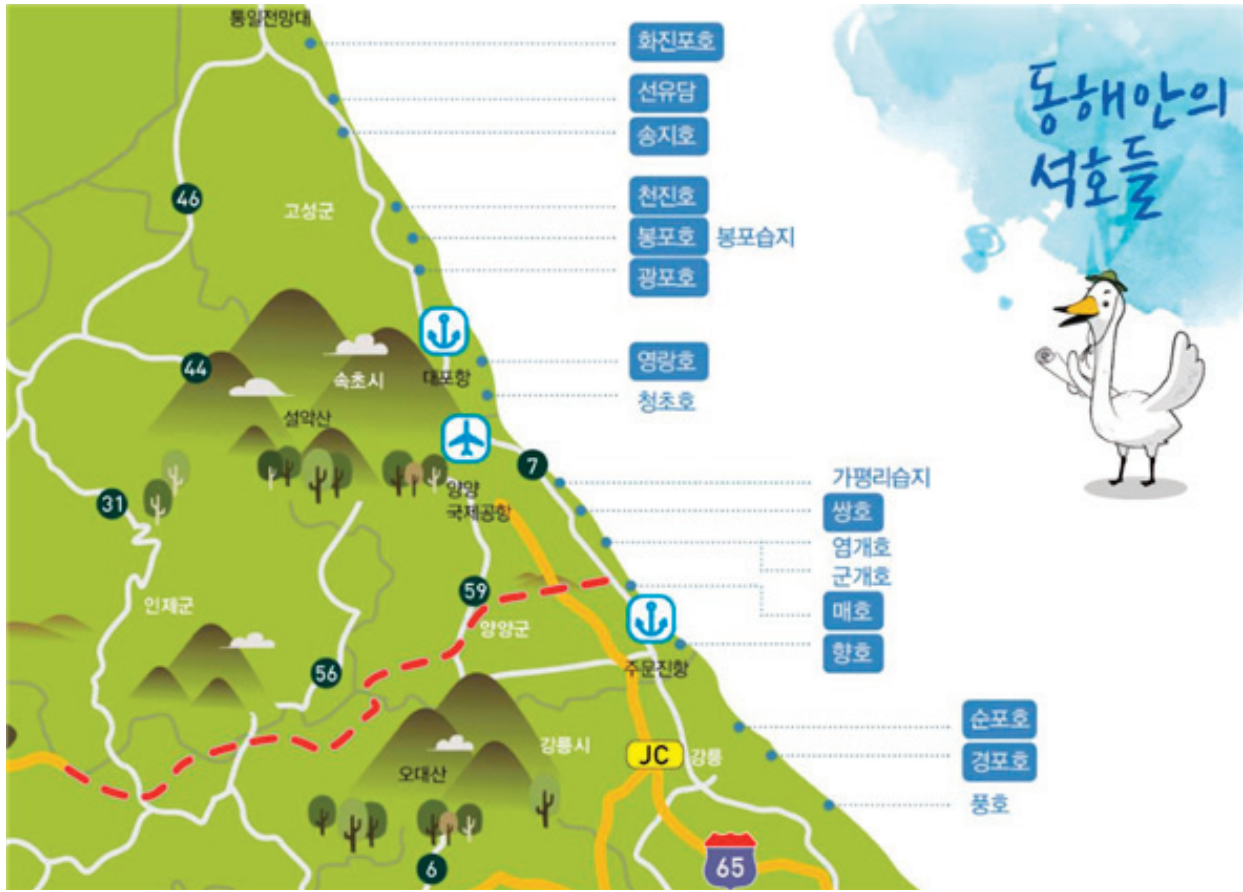 통일전망대
화진포호
선유담
송지호
동해안의
석호들
46
고성군
천진호
봉포호 봉포습지
광포호
44
속초시
대포항
영랑호
청초호
설악산
7
양양
국제공항
가평리습지
31
쌍호
염개호
군개호
59
인제군
양양군
매호
향호
56
주문진항
순포호
강릉시
JC
강릉
경포호
오대산
풍호
6
65